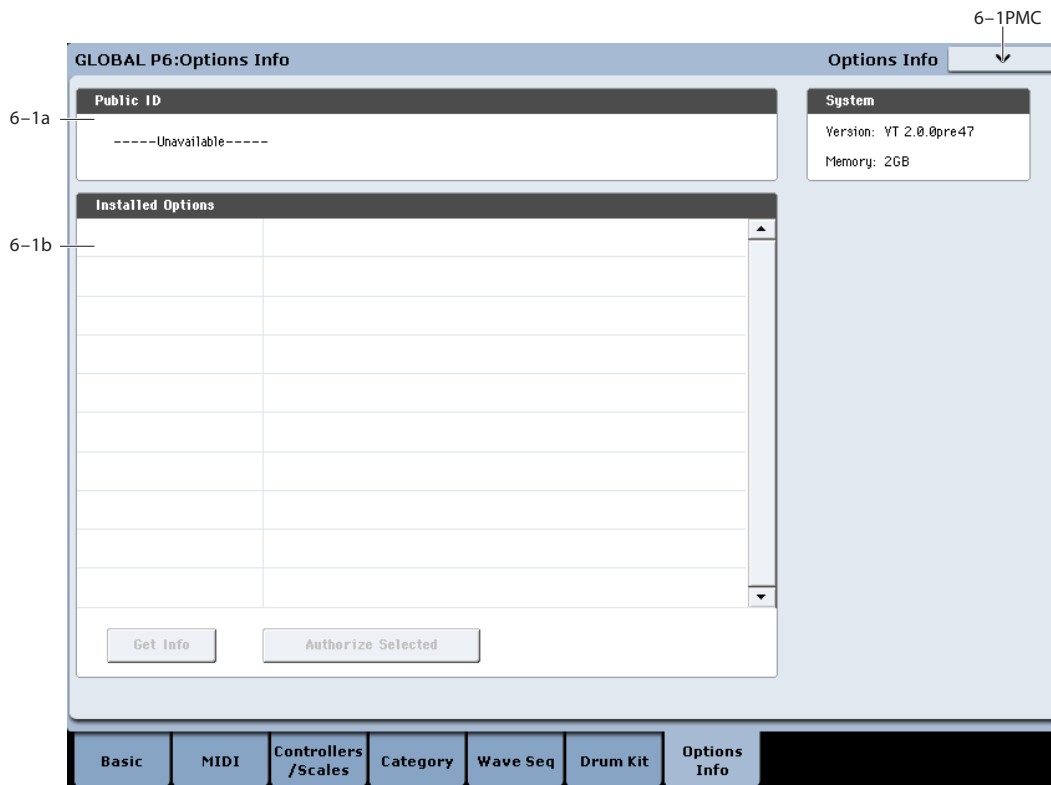 6–1PMC
GLOBAL P6:Options Info
Options Info
6–1a
Public ID
-----Unavailable-----
System
Version: VT 2.0.0pre47
Memory: 2GB
Installed Options
6–1b
Get Info
Authorize Selected
Basic
MIDI
Controllers
/Scales
Category
Wave Seq
Drum Kit
Options
Info